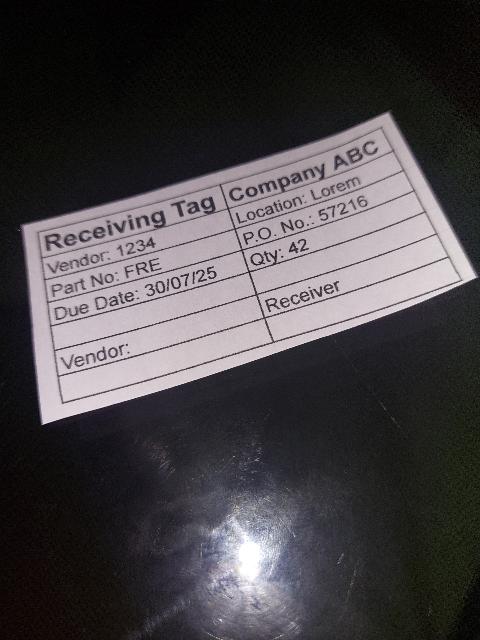 Receiving Tag Company ABC
Vendor: 1234 Location: Lorem
Part No: FRE P.O. No.: 57216
Due Date: 30/07/25 Qty: 42
Vendor: Receiver